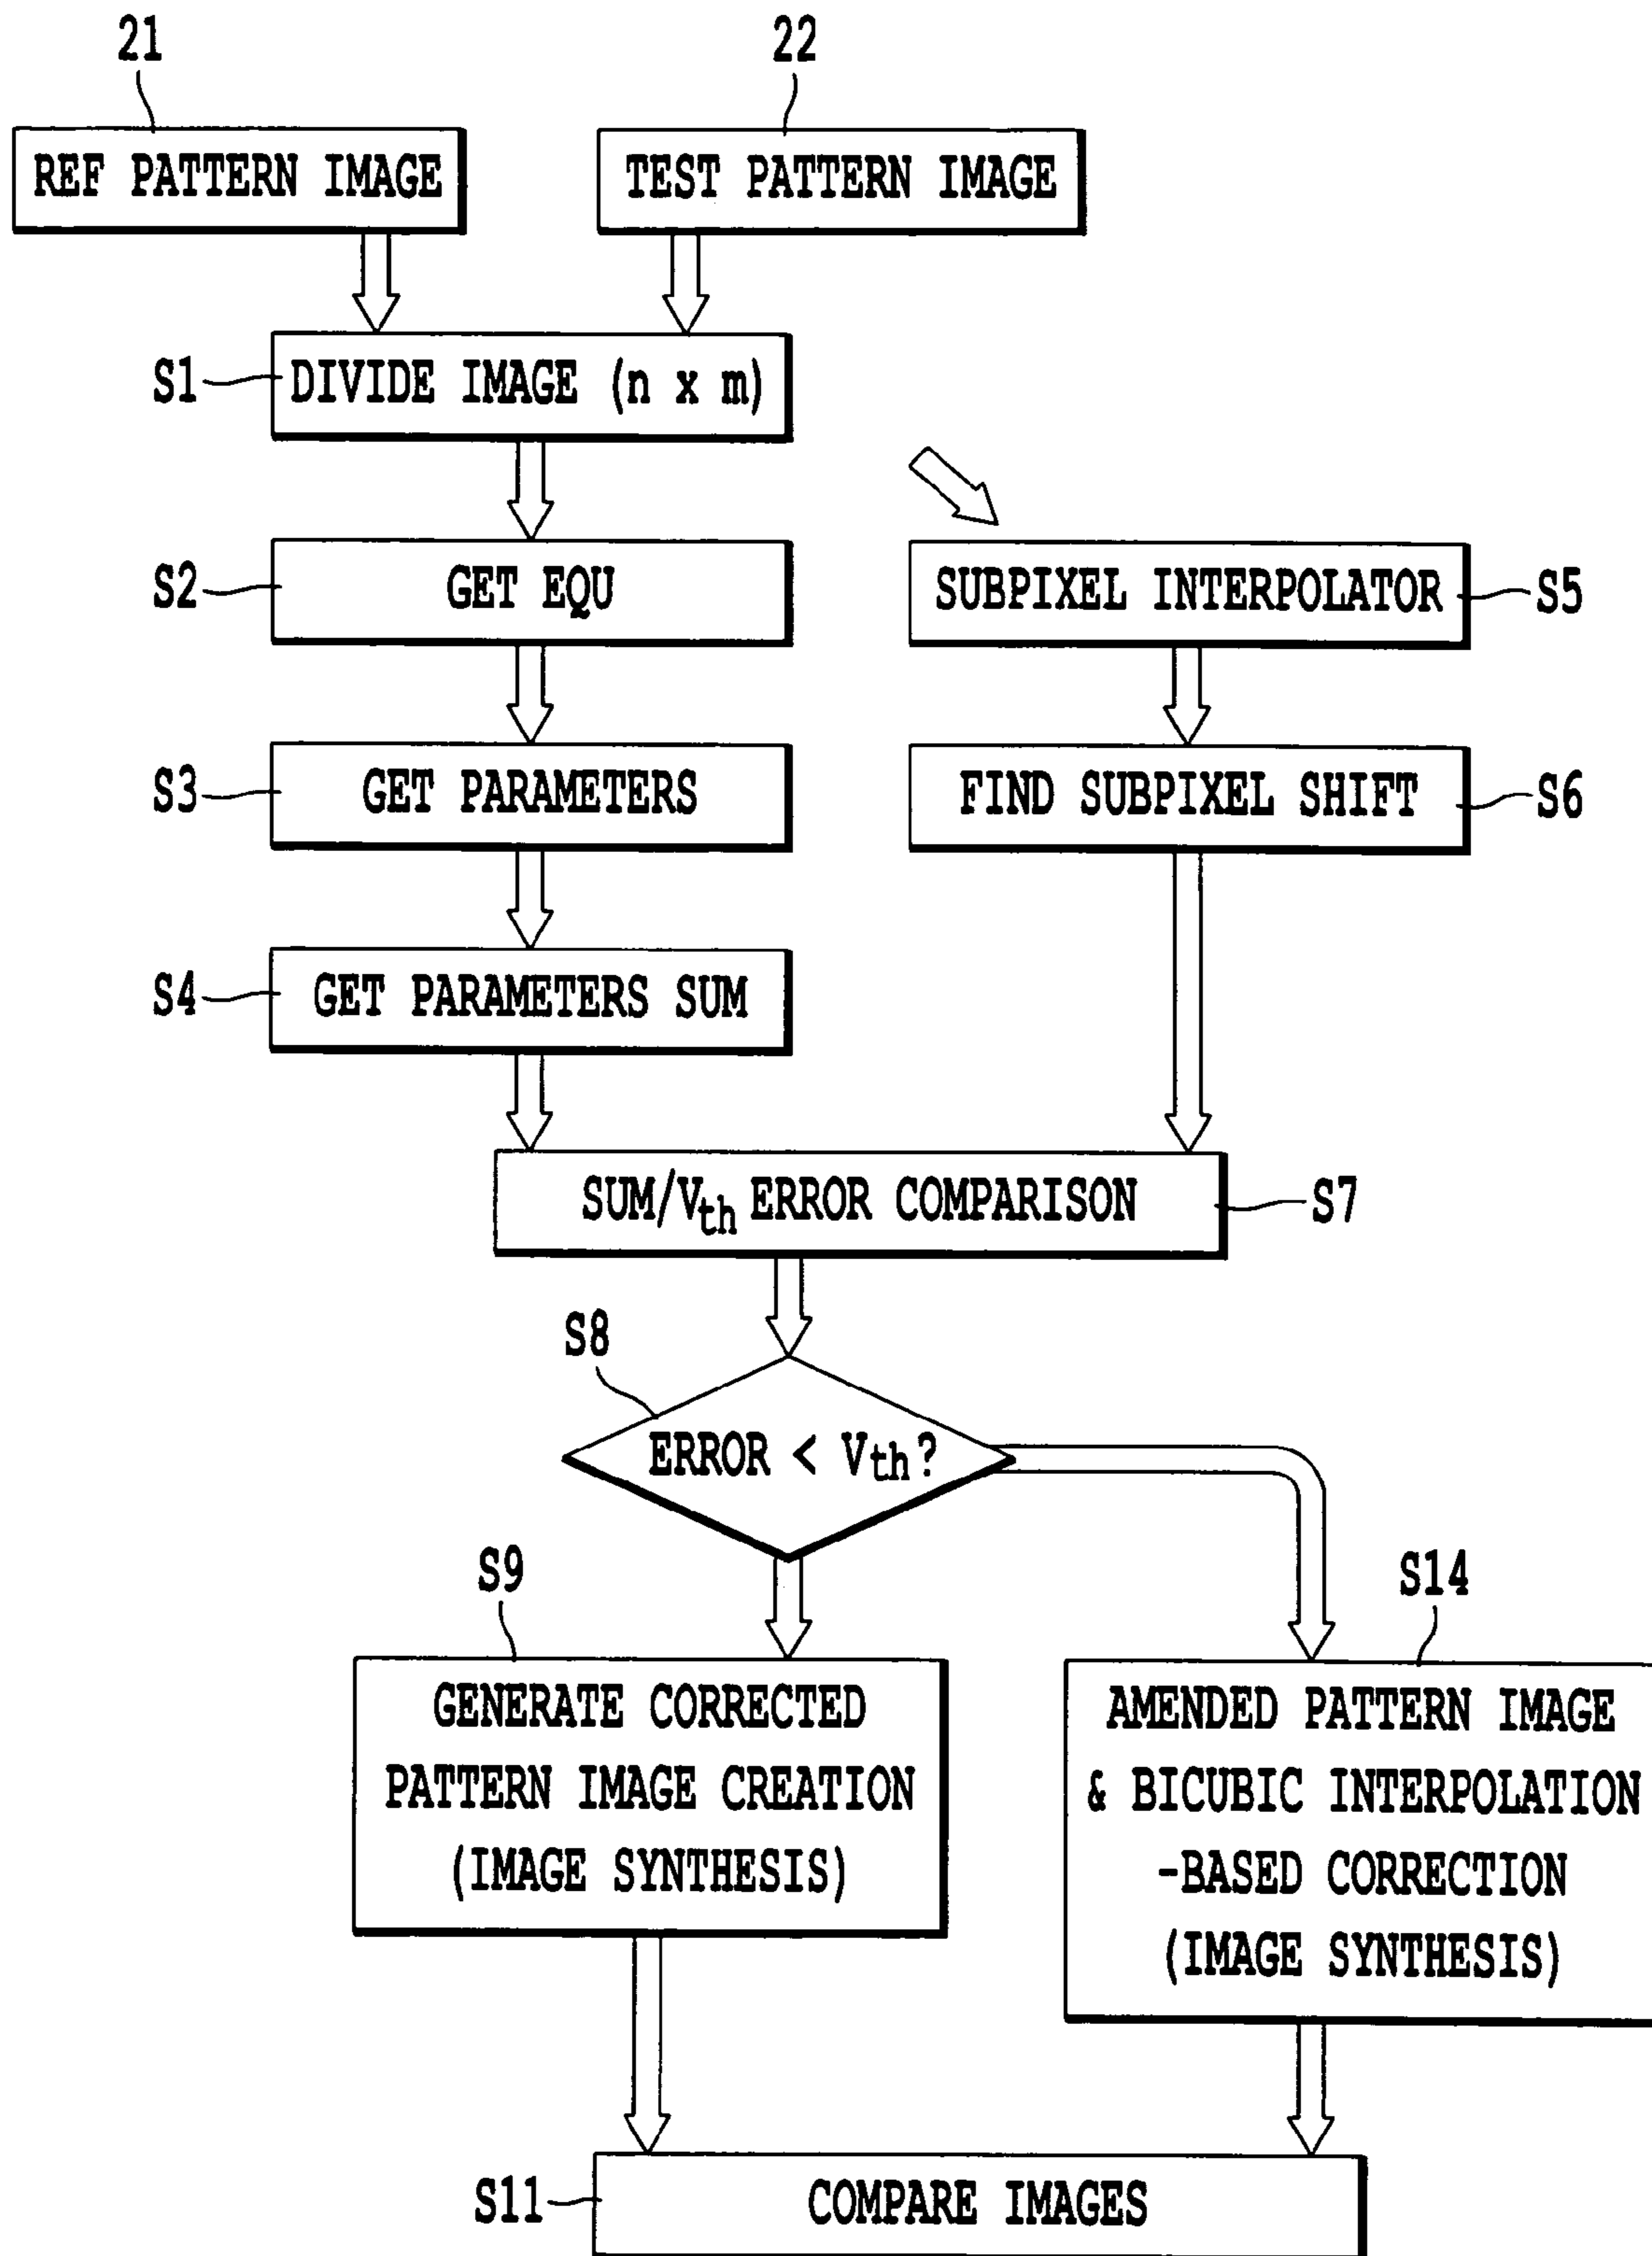 21
22
REF PATTERN IMAGE
TEST PATTERN IMAGE
S1
DIVIDE IMAGE (n x m)
S2
GET EQU
SUBPIXEL INTERPOLATOR
S5
S3
GET PARAMETERS
FIND SUBPIXEL SHIFT
S6
S4
GET PARAMETERS SUM
SUM/Vth ERROR COMPARISON
S7
S8
ERROR < Vth?
S9
GENERATE CORRECTED
PATTERN IMAGE CREATION
(IMAGE SYNTHESIS)
S14
AMENDED PATTERN IMAGE
& BICUBIC INTERPOLATION
-BASED CORRECTION
(IMAGE SYNTHESIS)
S11
COMPARE IMAGES